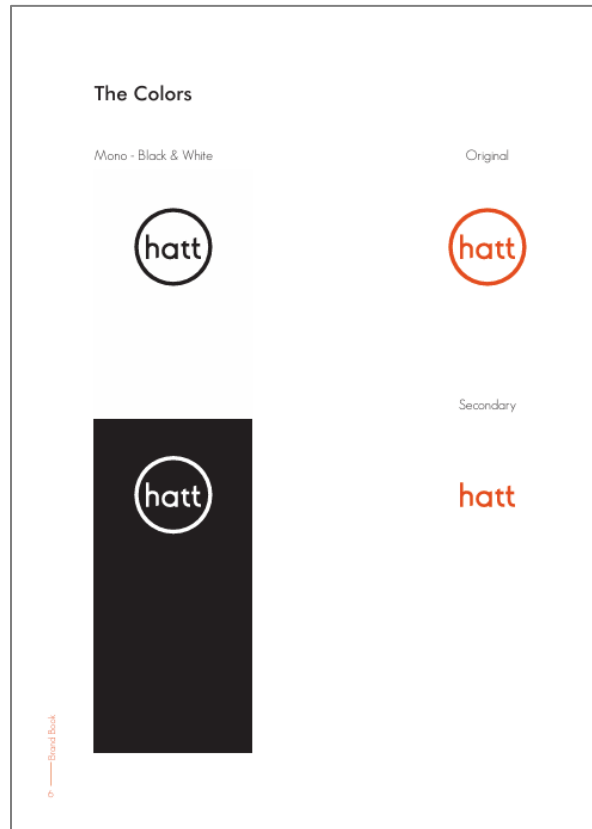 The Colors
Mono - Black & White
Original
hatt
hatt
Secondary
hatt
hatt
Brand Book